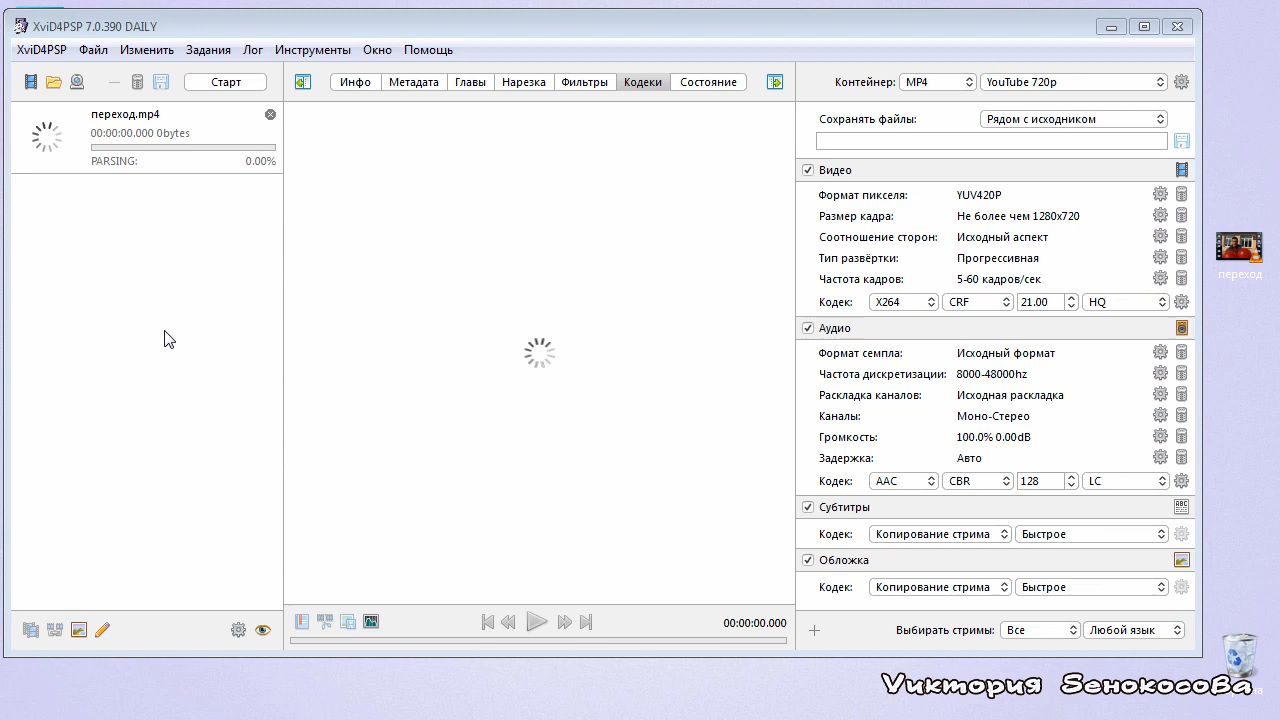 XviD4PSP 7.0.390 DAILY
XviD4PSP Файл Изменить Задания Лог Инструменты Окно Помощь
Старт
Инфо Метадата Главы Нарезка Фильтры Кодеки Состояние
Контейнер: MP4 YouTube 720p
переход.mp4
00:00:00.000 0bytes
PARSING: 0.00%
Сохранять файлы: Рядом с исходником
Видео
Формат пикселя: YUV420P
Размер кадра: Не более чем 1280x720
Соотношение сторон: Исходный аспект
Тип развёртки: Прогрессивная
Частота кадров: 5-60 кадров/сек
Кодек: X264 CRF 21.00 HQ
Аудио
Формат семпла: Исходный формат
Частота дискретизации: 8000-48000hz
Раскладка каналов: Исходная раскладка
Каналы: Моно-Стерео
Громкость: 100.0% 0.00dB
Задержка: Авто
Кодек: AAC CBR 128 LC
Субтитры
ABC
Кодек: Копирование стрима Быстрое
Обложка
Кодек: Копирование стрима Быстрое
00:00:00.000
Выбирать стримы: Все Любой язык
переход
Виктория Сенокосова